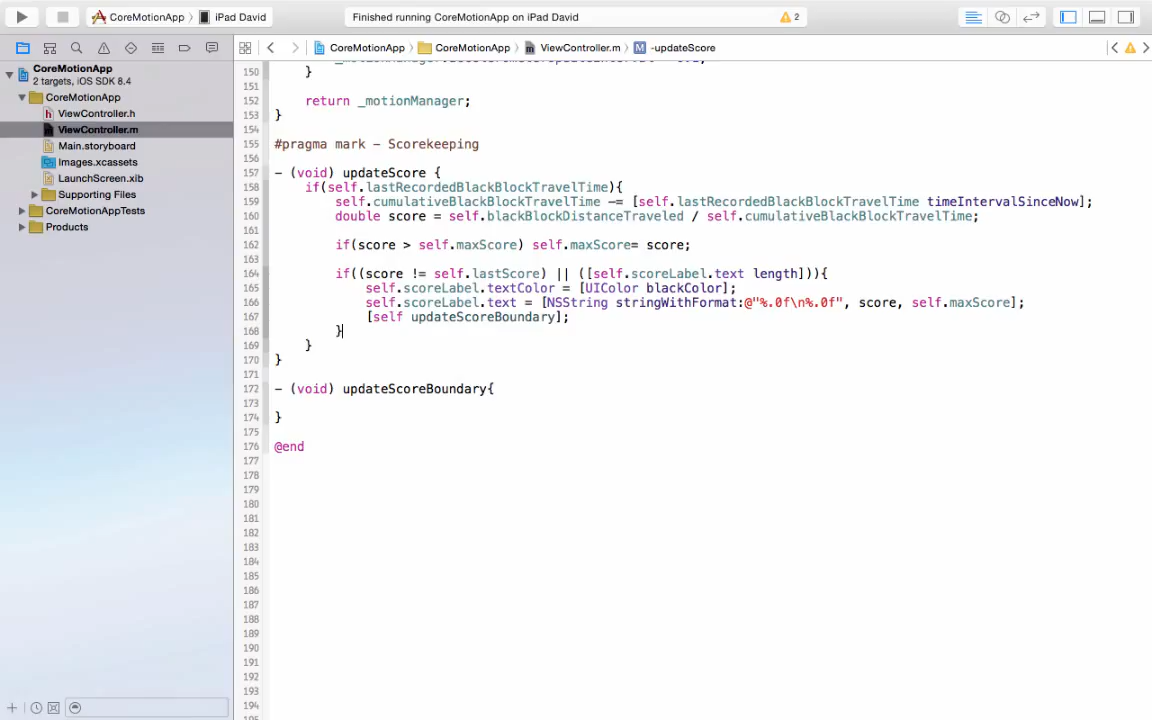 CoreMotionApp 〉 iPad David
Finished running CoreMotionApp on iPad David
2
CoreMotionApp 〉 CoreMotionApp 〉 ViewController.m 〉 M -updateScore
CoreMotionApp
2 targets, iOS SDK 8.4
CoreMotionApp
ViewController.h
ViewController.m
Main.storyboard
Images.xcassets
LaunchScreen.xib
Supporting Files
CoreMotionAppTests
Products
150 }
151
152 return _motionManager;
153 }
154
155 #pragma mark - Scorekeeping
156
157 - (void) updateScore {
158 if(self.lastRecordedBlackBlockTravelTime){
159 self.cumulativeBlackBlockTravelTime -= [self.lastRecordedBlackBlockTravelTime timeIntervalSinceNow];
160 double score = self.blackBlockDistanceTraveled / self.cumulativeBlackBlockTravelTime;
161
162 if(score > self.maxScore) self.maxScore= score;
163
164 if((score != self.lastScore) || ([self.scoreLabel.text length])){
165 self.scoreLabel.textColor = [UIColor blackColor];
166 self.scoreLabel.text = [NSString stringWithFormat:@"%.0f\n%.0f", score, self.maxScore];
167 [self updateScoreBoundary];
168 }
169 }
170 }
171
172 - (void) updateScoreBoundary{
173
174 }
175
176 @end
177
178
179
180
181
182
183
184
185
186
187
188
189
190
191
192
193
194